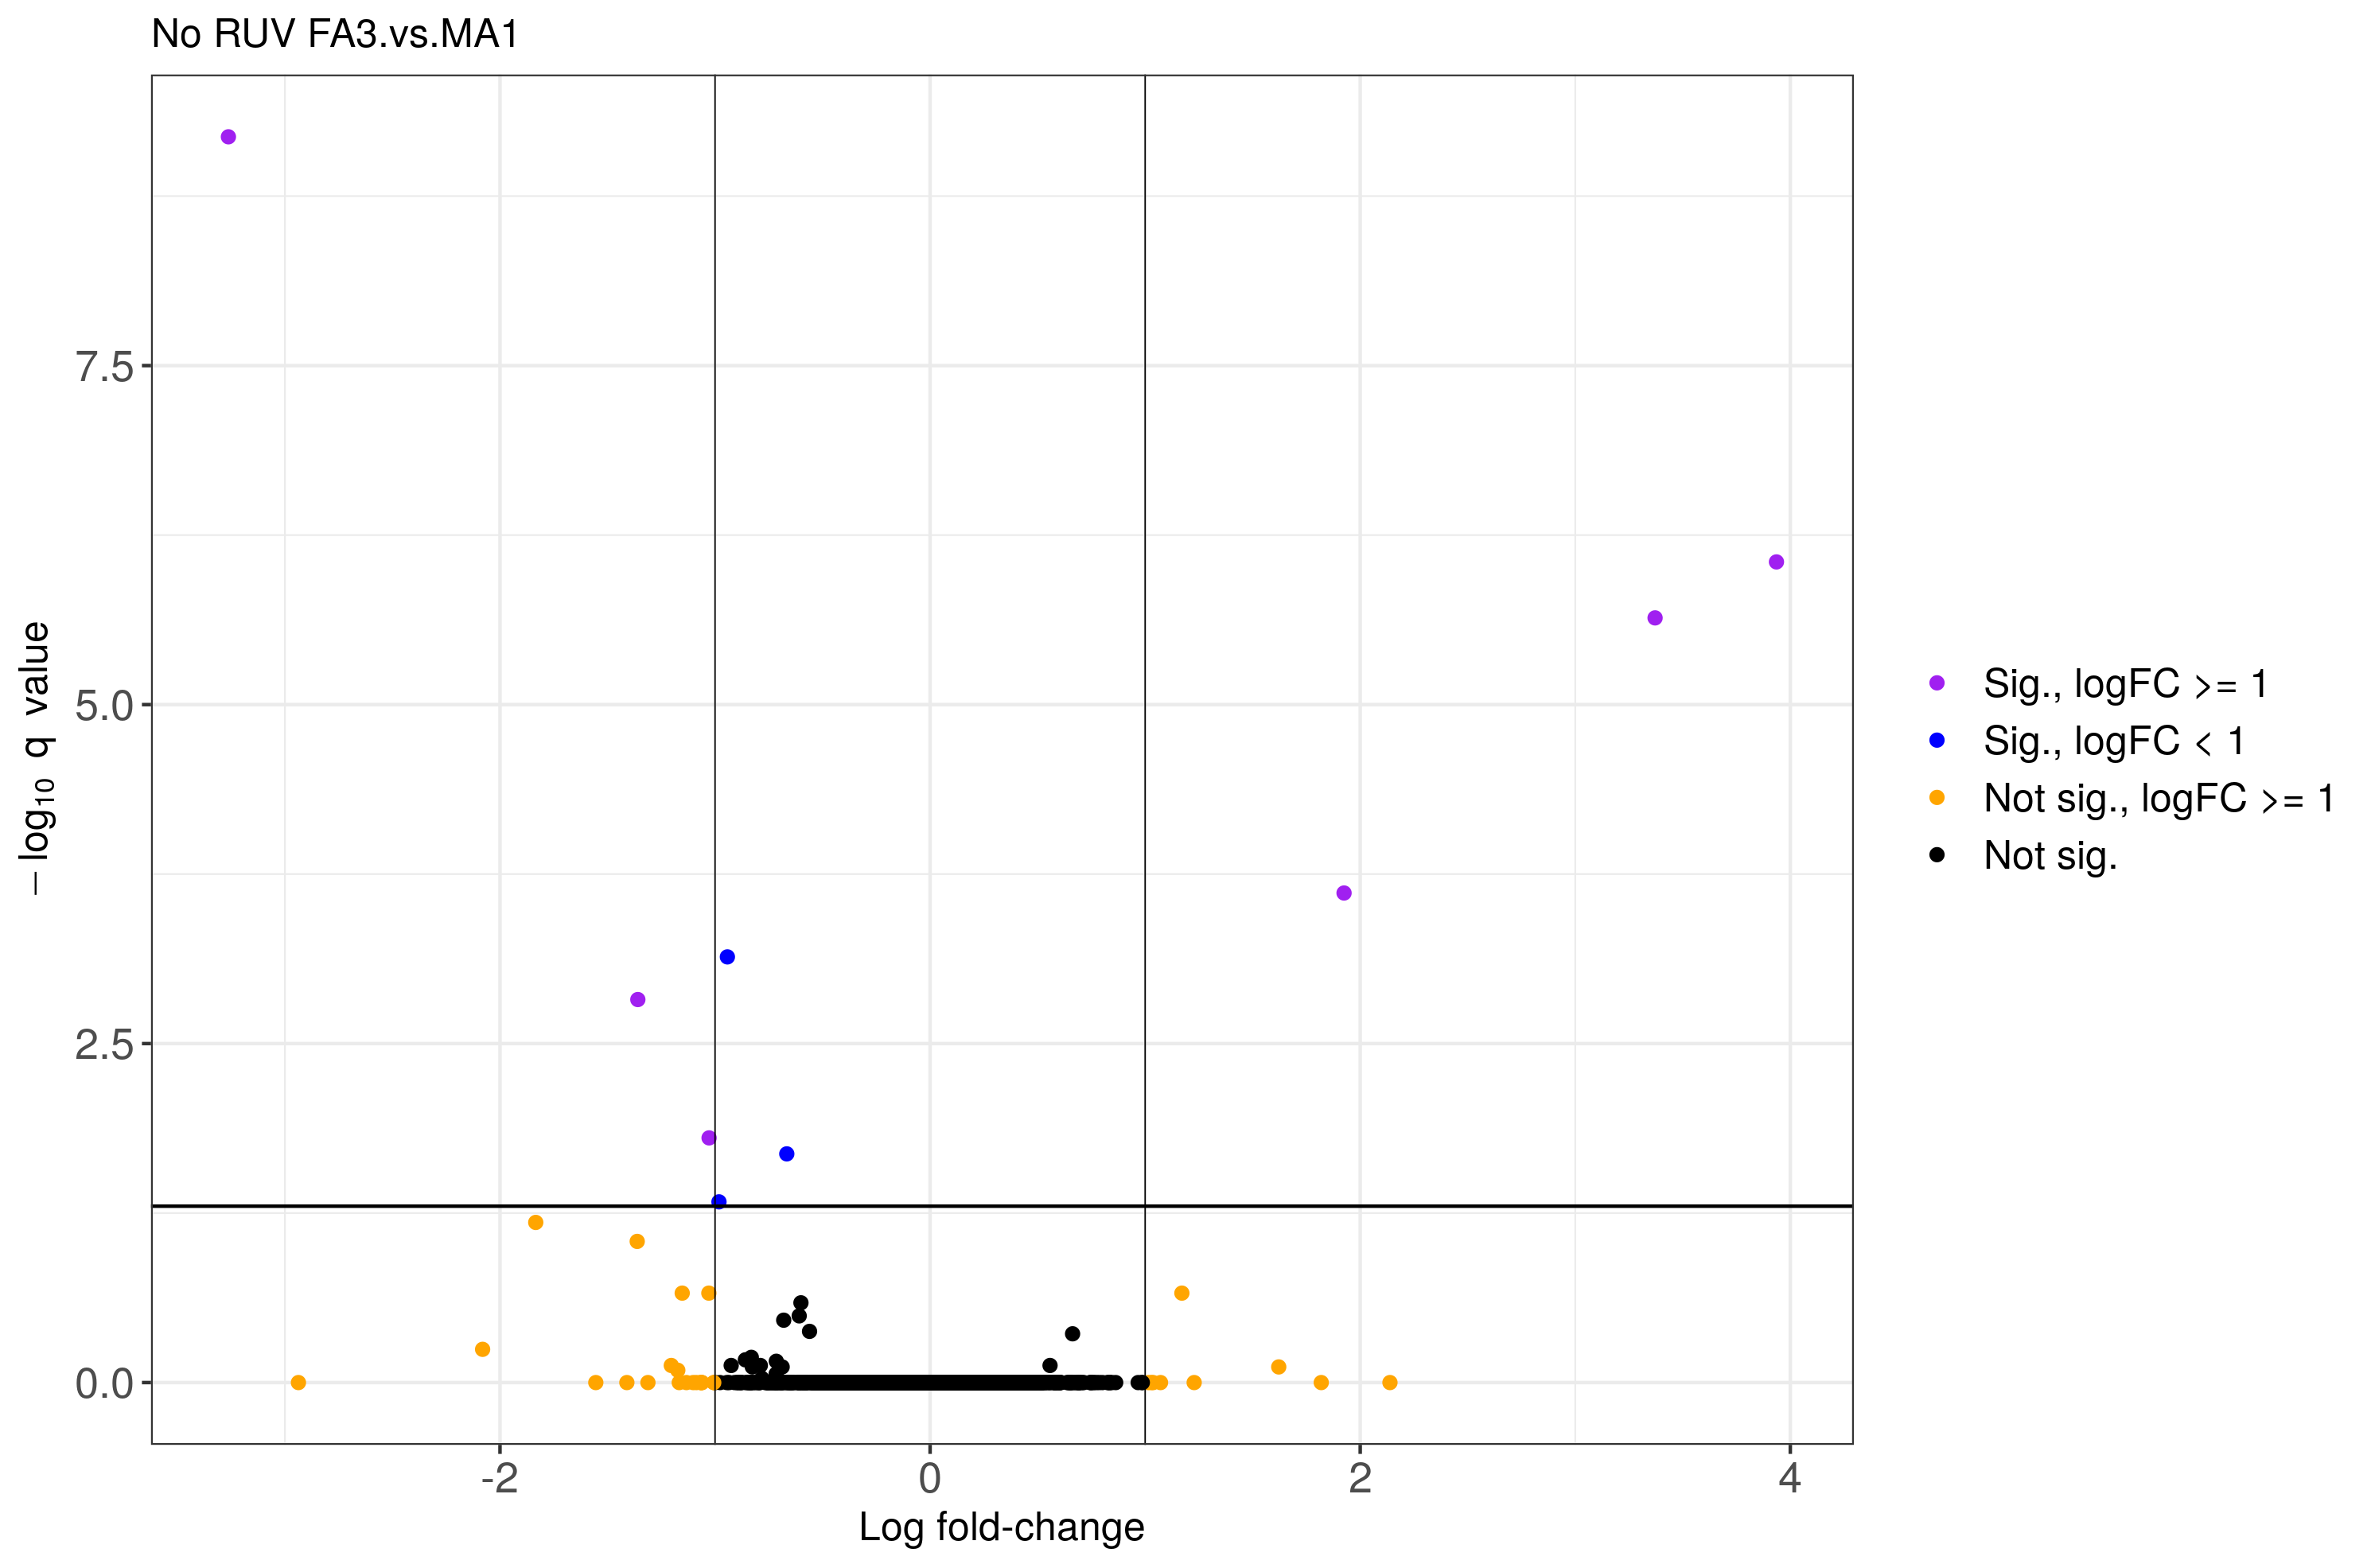 No RUV FA3.vs.MA1
7.5
5.0
2.5
0.0
-2
0
2
4
Log fold-change
−log10 q value
Sig., logFC >= 1
Sig., logFC < 1
Not sig., logFC >= 1
Not sig.